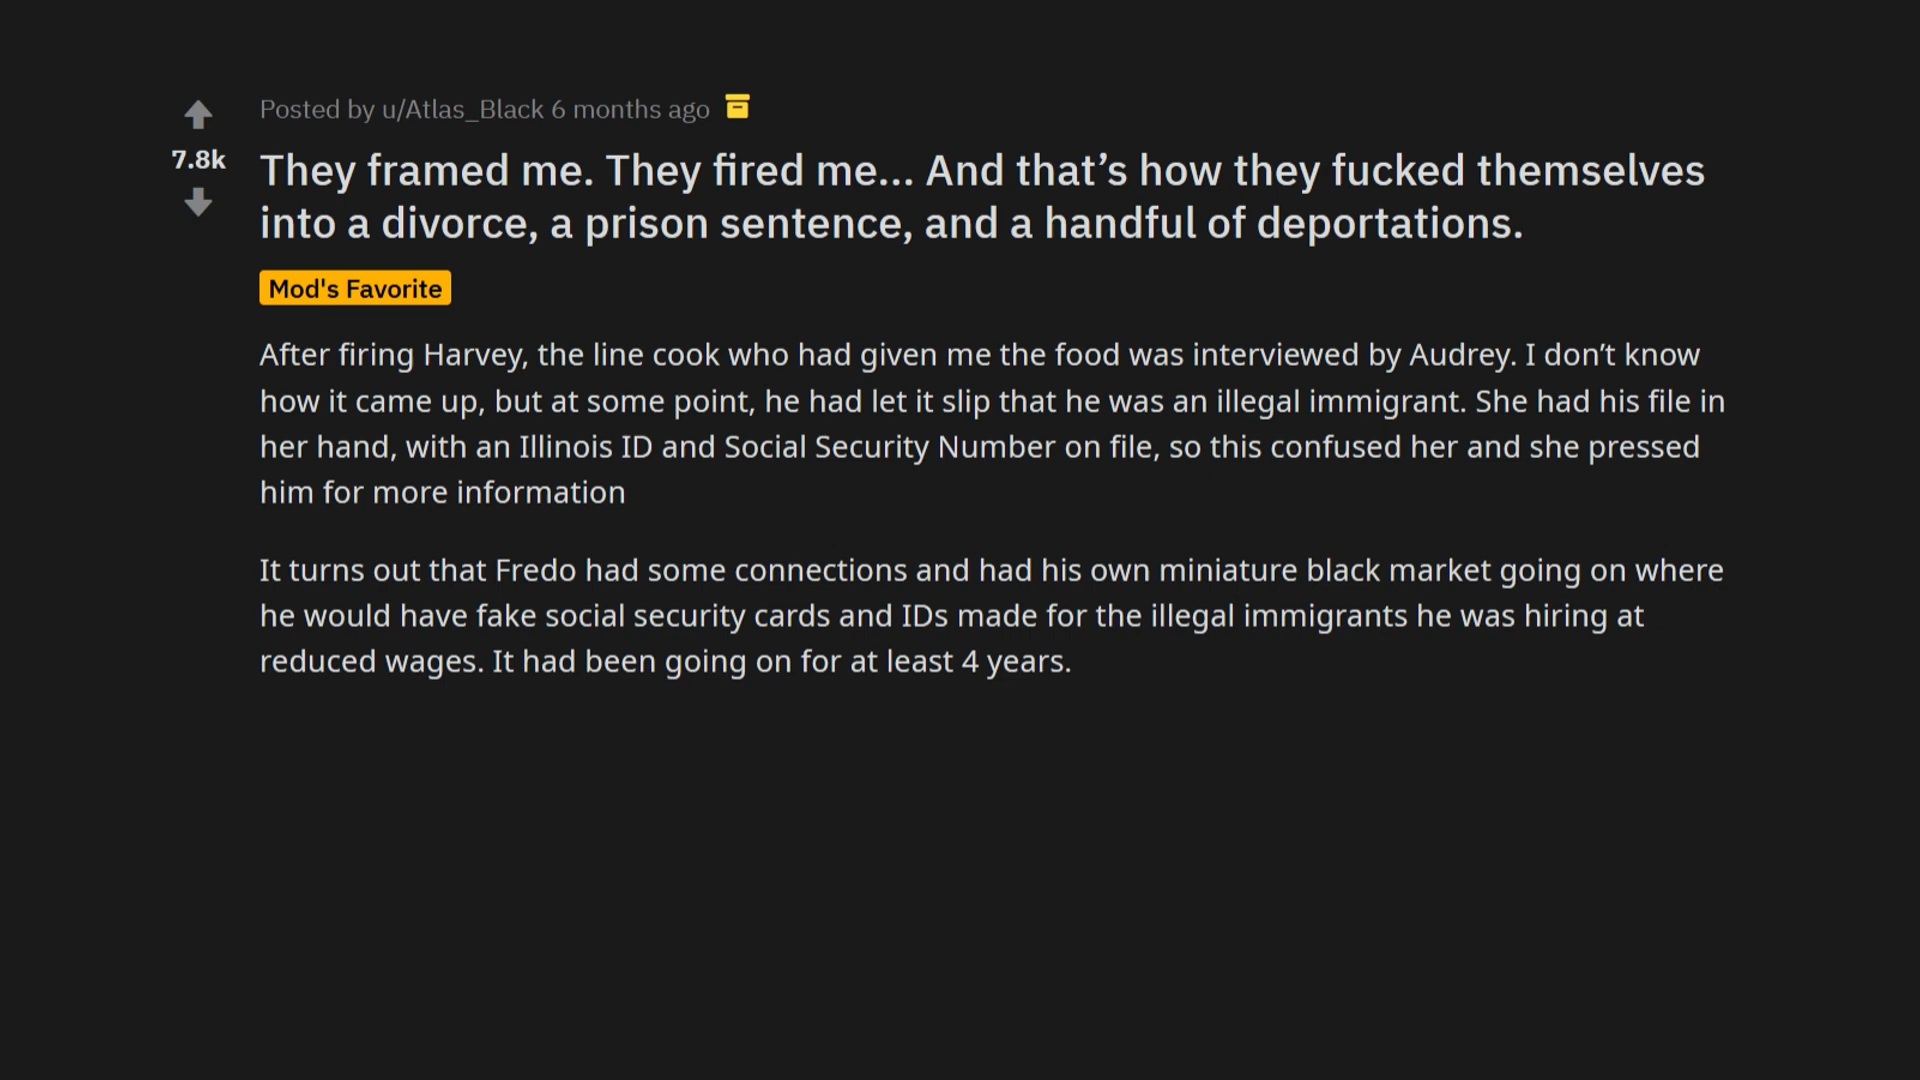 Posted by u/Atlas_Black 6 months ago
7.8k
They framed me. They fired me... And that’s how they fucked themselves
into a divorce, a prison sentence, and a handful of deportations.
Mod's Favorite
After firing Harvey, the line cook who had given me the food was interviewed by Audrey. I don’t know
how it came up, but at some point, he had let it slip that he was an illegal immigrant. She had his file in
her hand, with an Illinois ID and Social Security Number on file, so this confused her and she pressed
him for more information
It turns out that Fredo had some connections and had his own miniature black market going on where
he would have fake social security cards and IDs made for the illegal immigrants he was hiring at
reduced wages. It had been going on for at least 4 years.